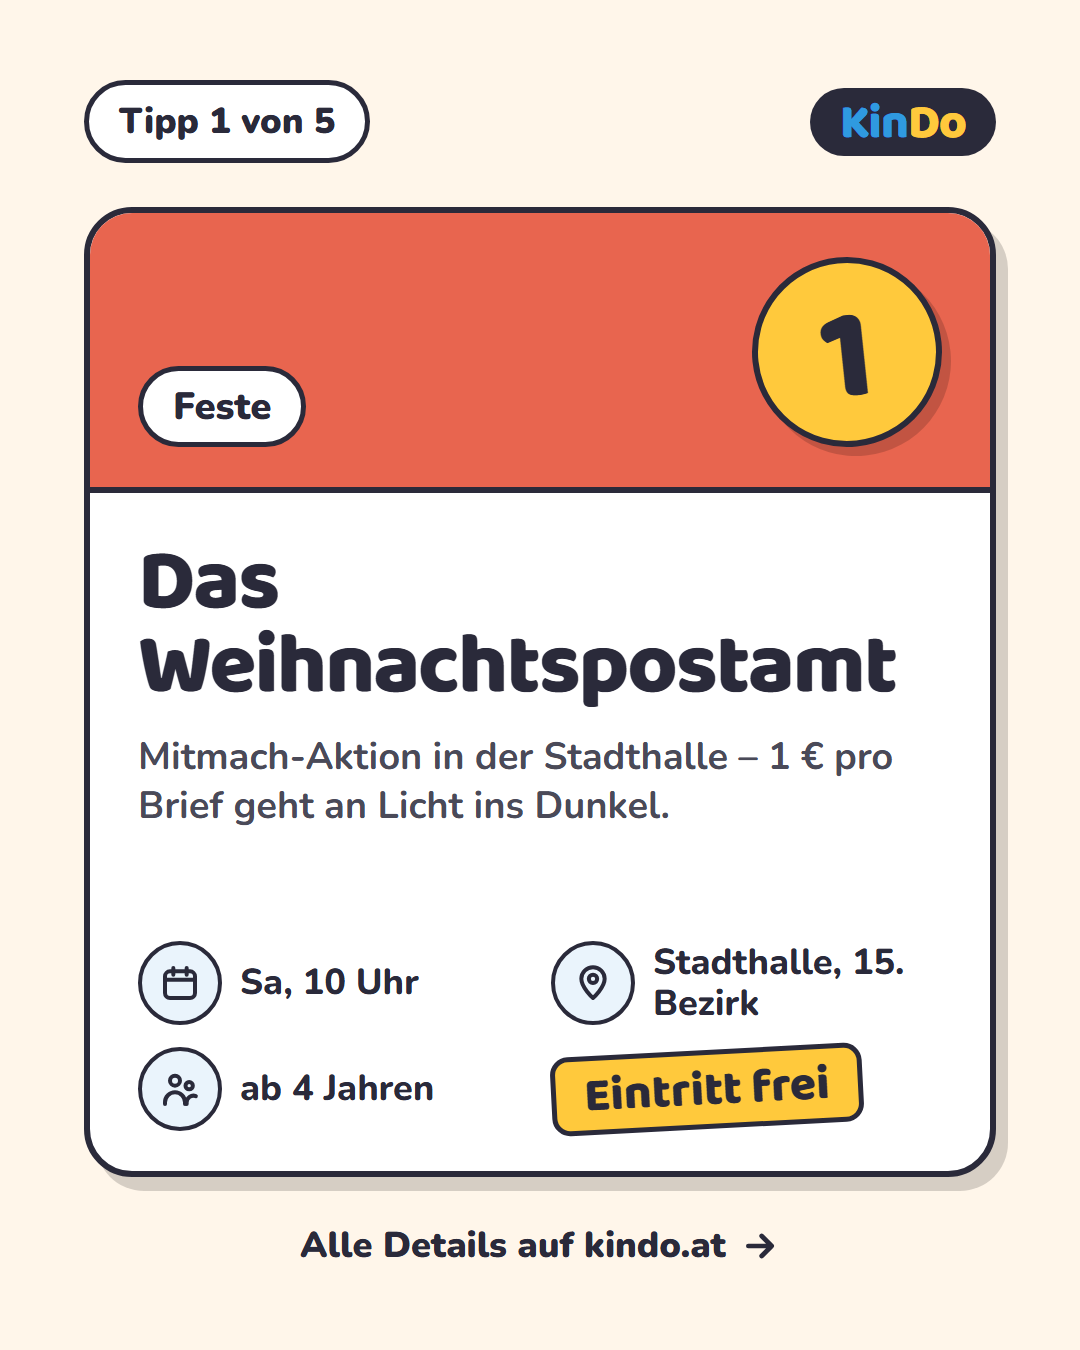 Tipp 1 von 5
KinDo
1
Feste
Das
Weihnachtspostamt
Mitmach-Aktion in der Stadthalle – 1 € pro
Brief geht an Licht ins Dunkel.
Sa, 10 Uhr
Stadthalle, 15.
Bezirk
ab 4 Jahren
Eintritt frei
Alle Details auf kindo.at →